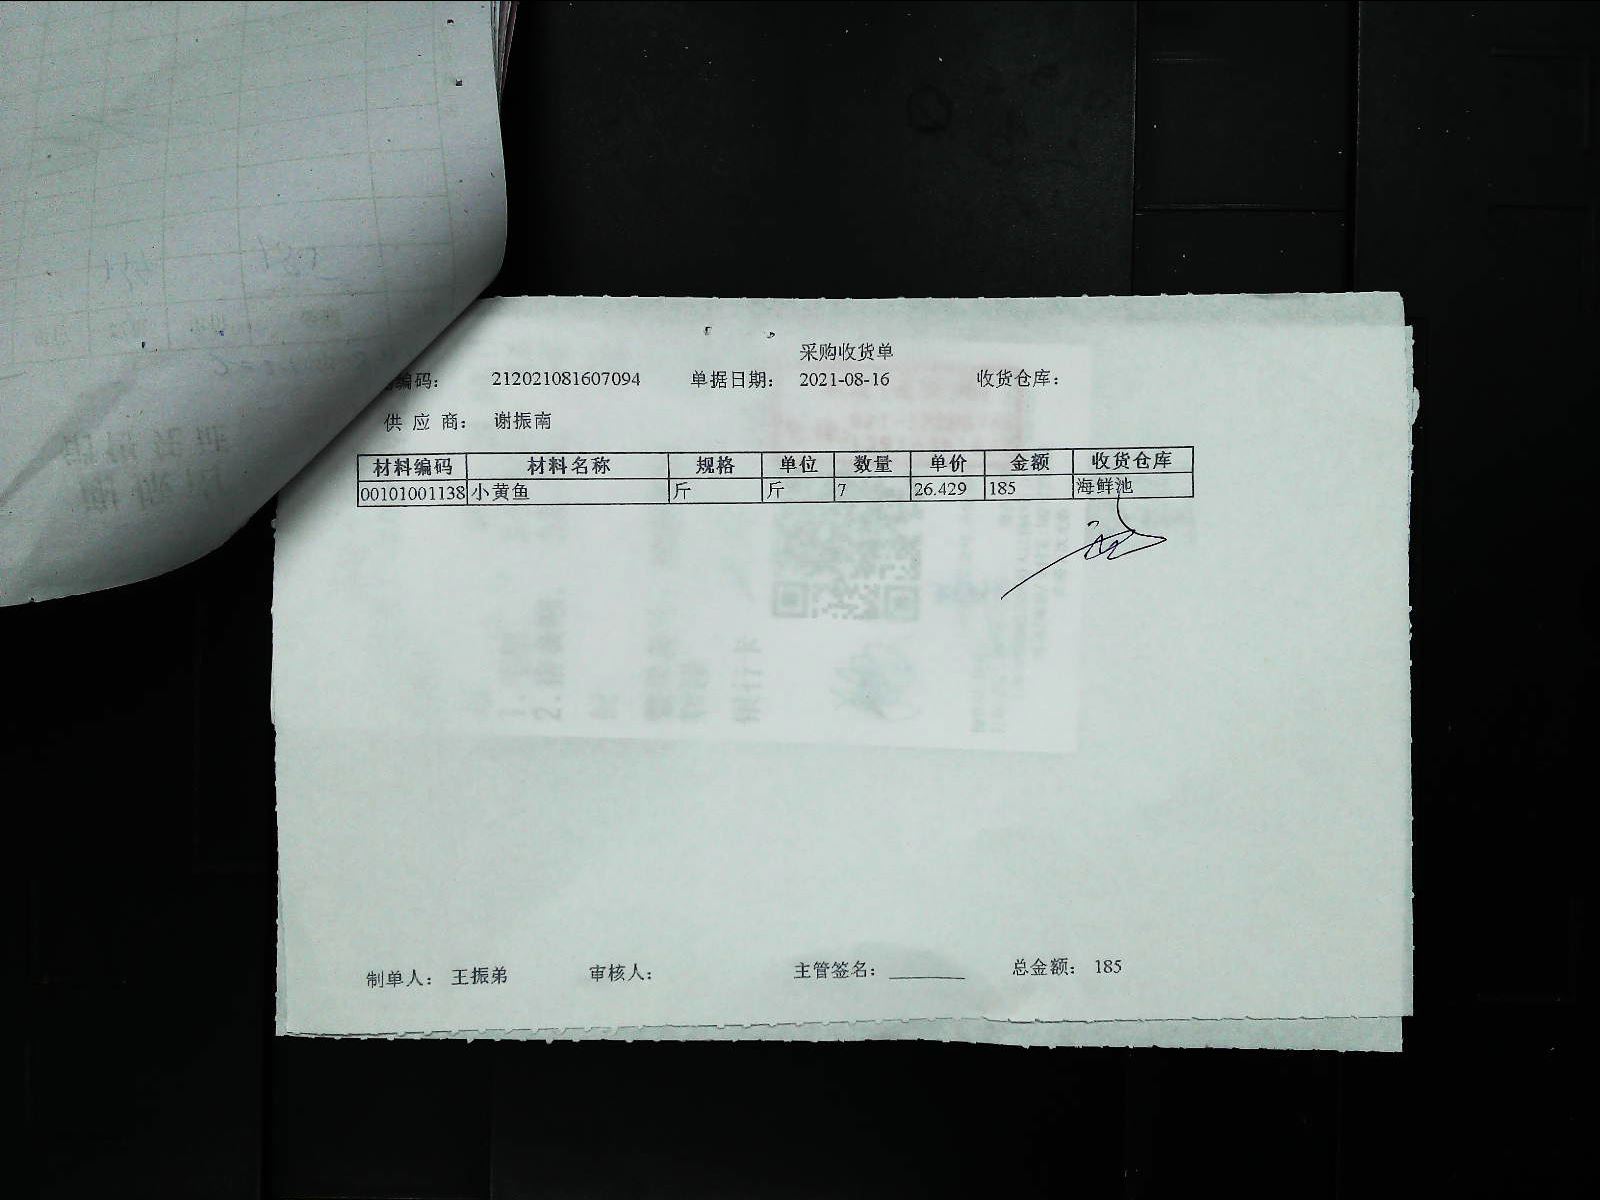 采购收货单
编码： 212021081607094 单据日期： 2021-08-16 收货仓库：
供 应 商： 谢振南
材料编码 材料名称 规格 单位 数量 单价 金额 收货仓库
00101001138 小黄鱼 斤 斤 7 26.429 185 海鲜池
制单人： 王振弟 审核人： 主管签名： ________ 总金额： 185